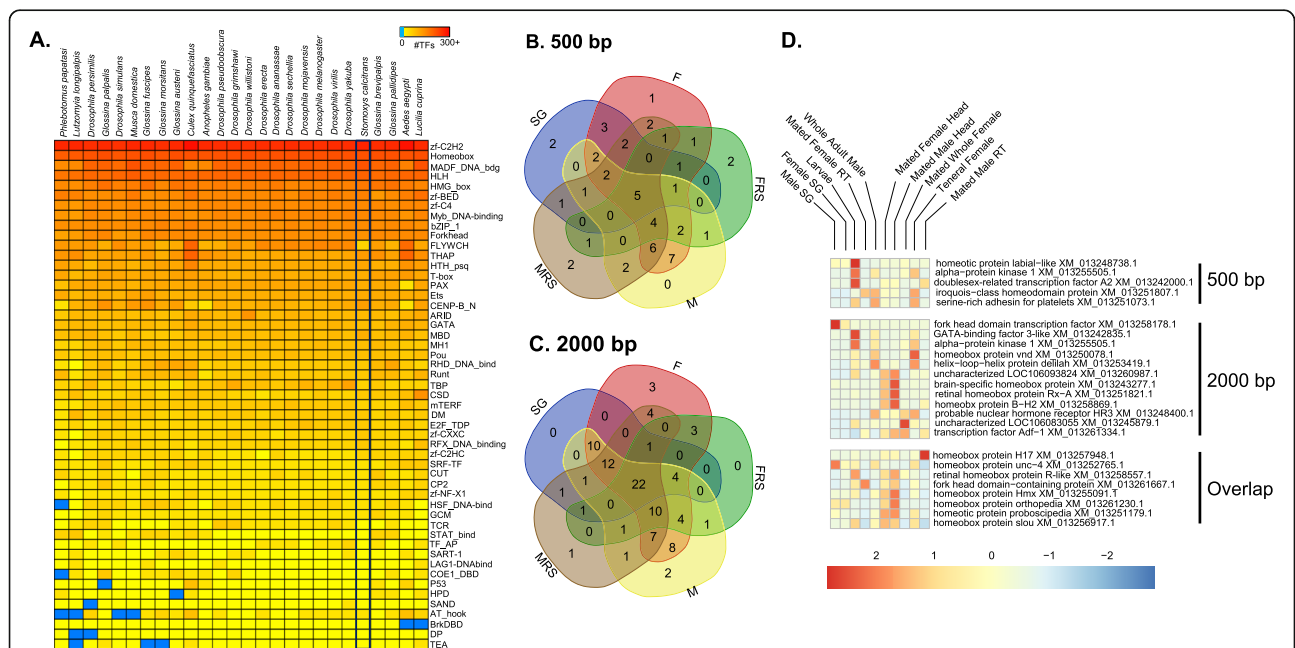 A.
0 300+
#TFs
Phlebotomus papatasi
Lutzomyia longipalpis
Drosophila persimilis
Glossina palpalis
Drosophila simulans
Musca domestica
Glossina fuscipes
Glossina morsitans
Glossina austeni
Culex quinquefasciatus
Anopheles gambiae
Drosophila pseudoobscura
Drosophila grimshawi
Drosophila willistoni
Drosophila erecta
Drosophila ananassae
Drosophila sechellia
Drosophila mojavensis
Drosophila melanogaster
Drosophila virilis
Drosophila yakuba
Stomoxys calcitrans
Glossina brevipalpis
Glossina pallidipes
Aedes aegypti
Lucilia cuprina
zf-C2H2
Homeobox
MADF_DNA_bdg
HLH
HMG_box
zf-BED
zf-C4
Myb_DNA-binding
bZIP_1
Forkhead
FLYWCH
THAP
HTH_psq
T-box
PAX
Ets
CENP-B_N
ARID
GATA
MBD
MH1
Pou
RHD_DNA_bind
Runt
TBP
CSD
mTERF
DM
E2F_TDP
zf-CXXC
RFX_DNA_binding
zf-C2HC
SRF-TF
CUT
CP2
zf-NF-X1
HSF_DNA-bind
GCM
TCR
STAT_bind
TF_AP
SART-1
LAG1-DNAbind
COE1_DBD
P53
HPD
SAND
AT_hook
BrkDBD
DP
TEA
B. 500 bp
F
SG
FRS
MRS
M
1
2
3
2
2
1
1
2
0
2
0
1
0
2
5
1
0
1
1
0
0
4
2
1
1
0
6
7
2
2
0
C. 2000 bp
F
SG
FRS
MRS
M
3
0
0
4
0
0
3
0
0
10
1
0
12
22
4
0
1
1
1
0
10
4
1
0
1
7
8
1
1
2
D.
Male SG
Female SG
Larvae
Mated Female RT
Whole Adult Male
Mated Female Head
Mated Male Head
Mated Whole Female
Teneral Female
Mated Male RT
homeotic protein labial-like XM_013248738.1
alpha-protein kinase 1 XM_013255505.1
doublesex-related transcription factor A2 XM_013242000.1
iroquois-class homeodomain protein XM_013251807.1
serine-rich adhesin for platelets XM_013251073.1
500 bp
fork head domain transcription factor XM_013258178.1
GATA-binding factor 3-like XM_013242835.1
alpha-protein kinase 1 XM_013255505.1
homeobox protein vnd XM_013250078.1
helix-loop-helix protein delilah XM_013253419.1
uncharacterized LOC106093824 XM_013260987.1
brain-specific homeobox protein XM_013243277.1
retinal homeobox protein Rx-A XM_013251821.1
homeobx protein B-H2 XM_013258869.1
probable nuclear hormone receptor HR3 XM_013248400.1
uncharacterized LOC106083055 XM_013245879.1
transcription factor Adf-1 XM_013261334.1
2000 bp
homeobox protein H17 XM_013257948.1
homeobox protein unc-4 XM_013252765.1
retinal homeobox protein R-like XM_013258557.1
fork head domain-containing protein XM_013261667.1
homeobox protein Hmx XM_013255091.1
homeobox protein orthopedia XM_013261230.1
homeotic protein proboscipedia XM_013251179.1
homeobox protein slou XM_013256917.1
Overlap
2 1 0 −1 −2